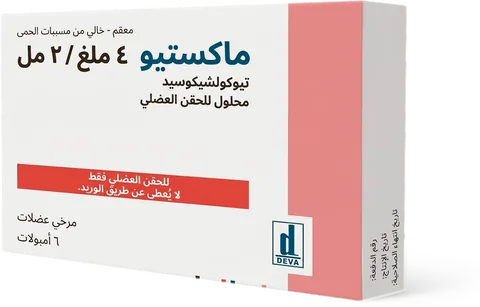 معقم - خالي من مسببات الحمى
ماكستيو ٤ ملغ / ٢ مل
تيوكولشيكوسيد
محلول للحقن العضلي
للحقن العضلي فقط
لا يُعطى عن طريق الوريد.
مرخي عضلات
٦ أمبولات
d
DEVA
رقم الدفعة:
تاريخ الإنتاج:
تاريخ انتهاء الصلاحية: